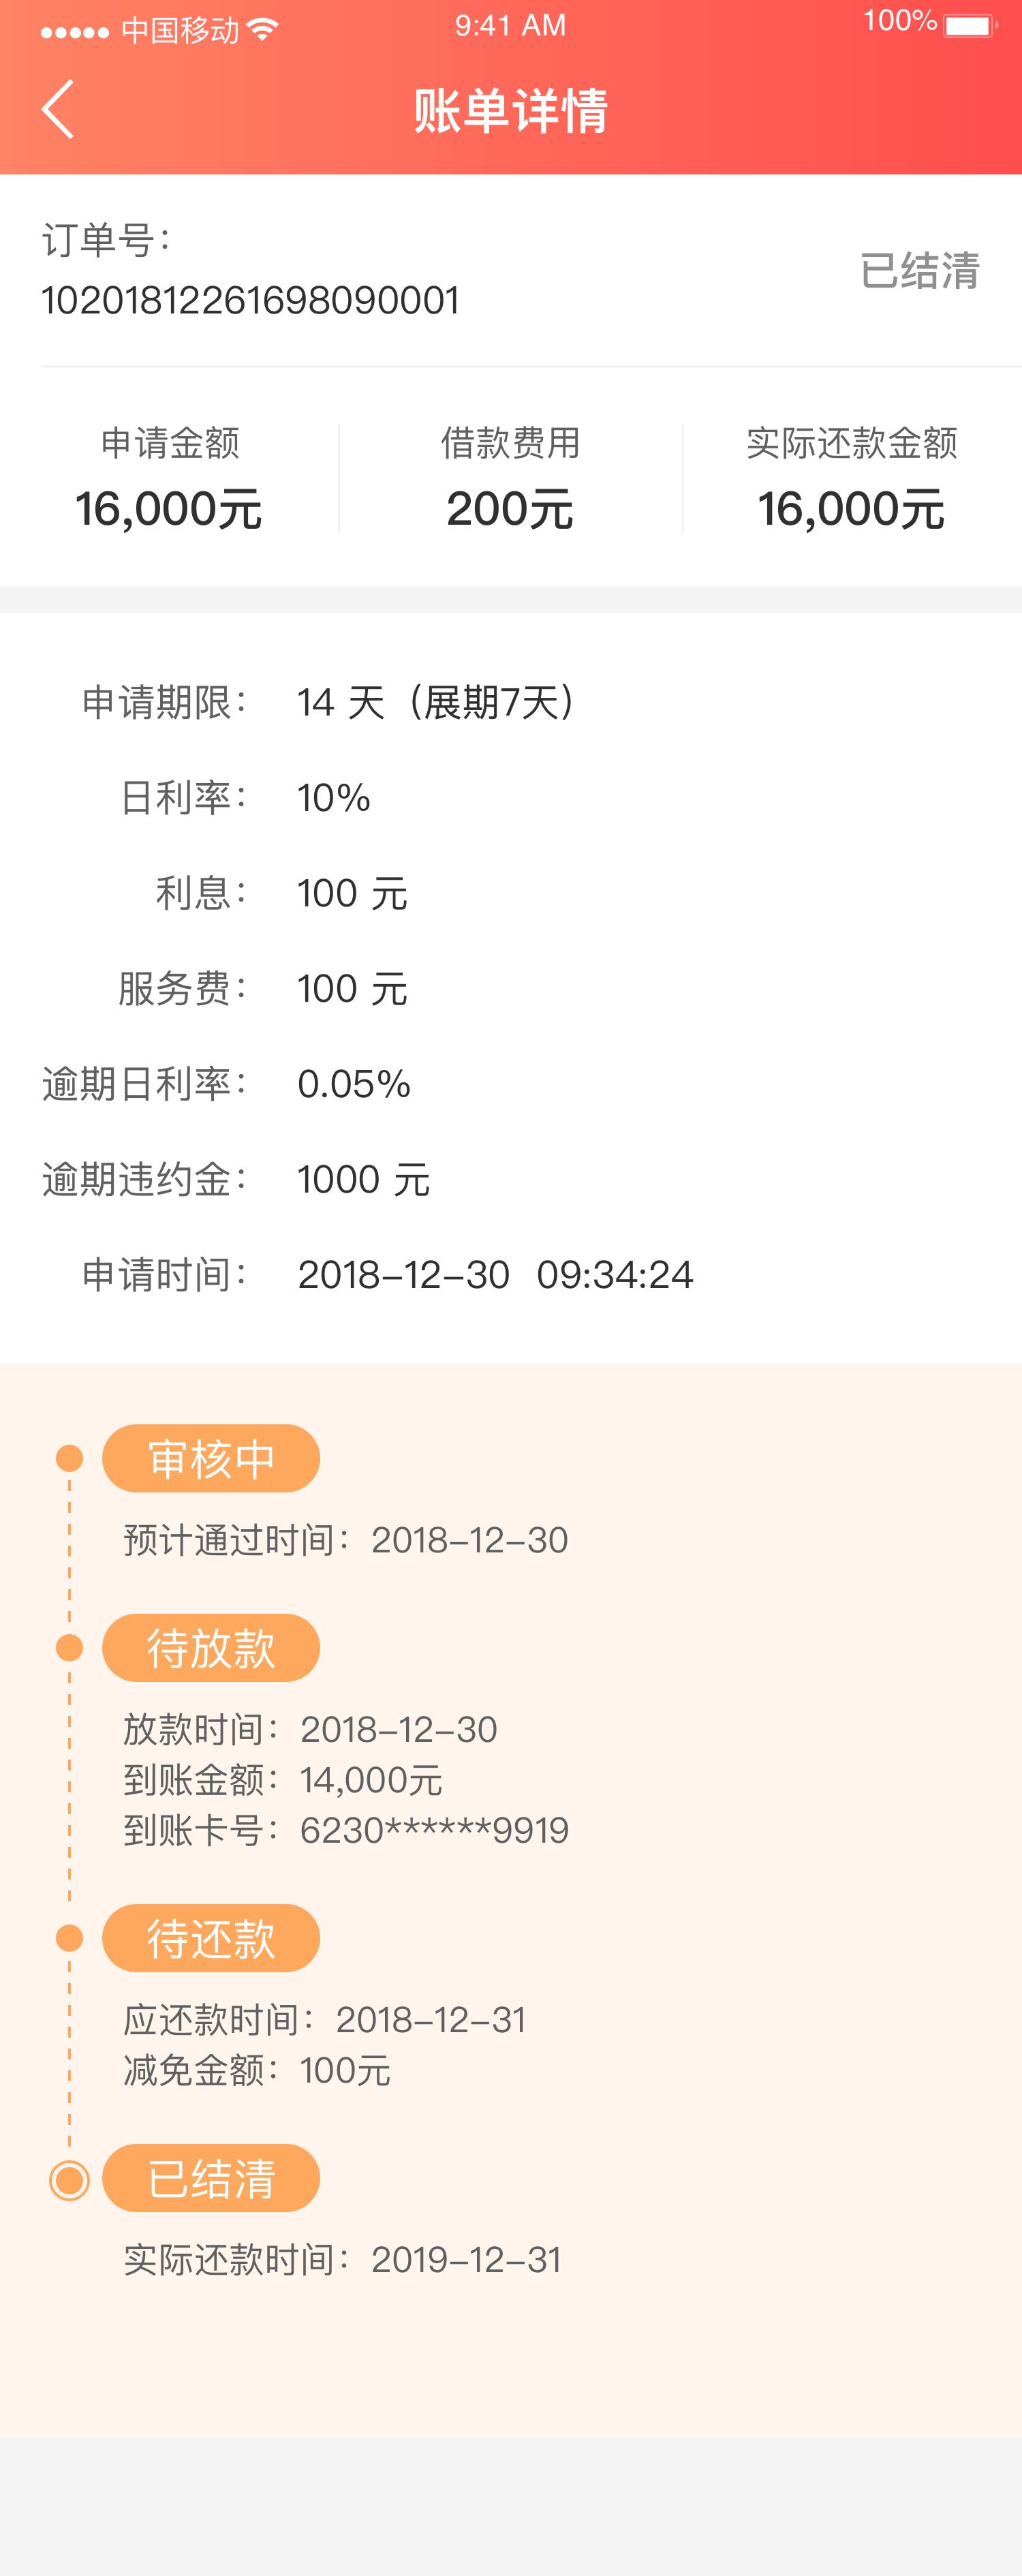 中国移动 9:41 AM 100%
账单详情
订单号：
10201812261698090001
已结清
申请金额 借款费用 实际还款金额
16,000元 200元 16,000元
申请期限： 14 天（展期7天）
日利率： 10%
利息： 100 元
服务费： 100 元
逾期日利率： 0.05%
逾期违约金： 1000 元
申请时间： 2018-12-30 09:34:24
审核中
预计通过时间：2018-12-30
待放款
放款时间：2018-12-30
到账金额：14,000元
到账卡号：6230******9919
待还款
应还款时间：2018-12-31
减免金额：100元
已结清
实际还款时间：2019-12-31